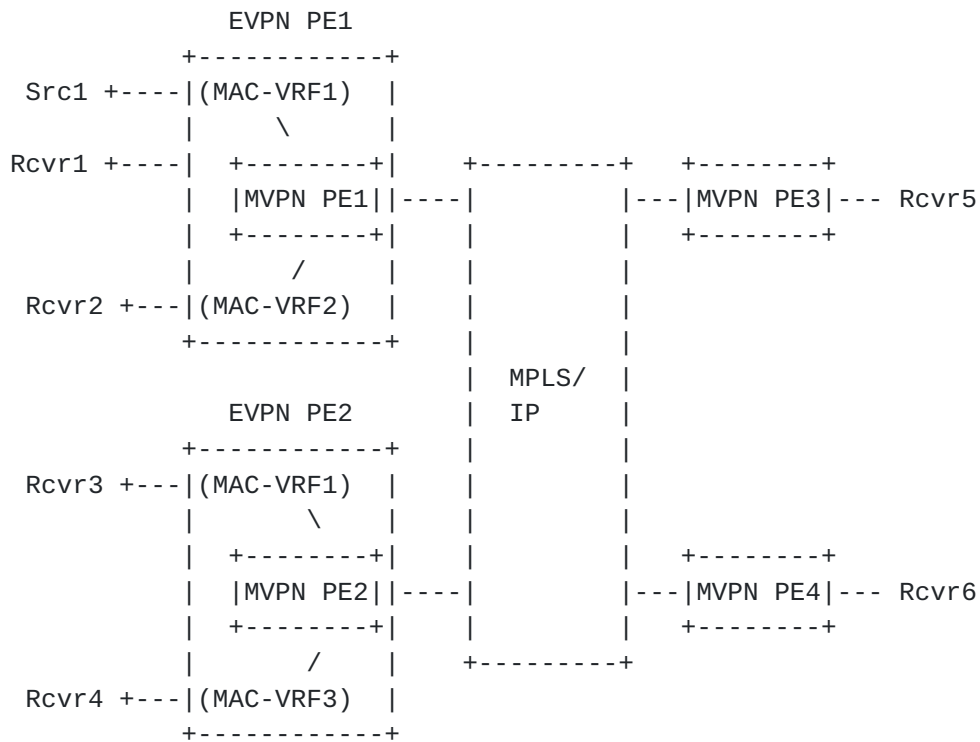 EVPN PE1
             +------------+
   Src1 +----|(MAC-VRF1)  |
             |     \      |
  Rcvr1 +----|  +--------+|    +---------+   +--------+
             |  |MVPN PE1||----|         |---|MVPN PE3|--- Rcvr5
             |  +--------+|    |         |   +--------+
             |      /     |    |         |
   Rcvr2 +---|(MAC-VRF2)  |    |         |
             +------------+    |         |
                               |  MPLS/  |
                EVPN PE2       |  IP     |
             +------------+    |         |
   Rcvr3 +---|(MAC-VRF1)  |    |         |
             |       \    |    |         |
             |  +--------+|    |         |   +--------+
             |  |MVPN PE2||----|         |---|MVPN PE4|--- Rcvr6
             |  +--------+|    |         |   +--------+
             |       /    |    +---------+
   Rcvr4 +---|(MAC-VRF3)  |
             +------------+